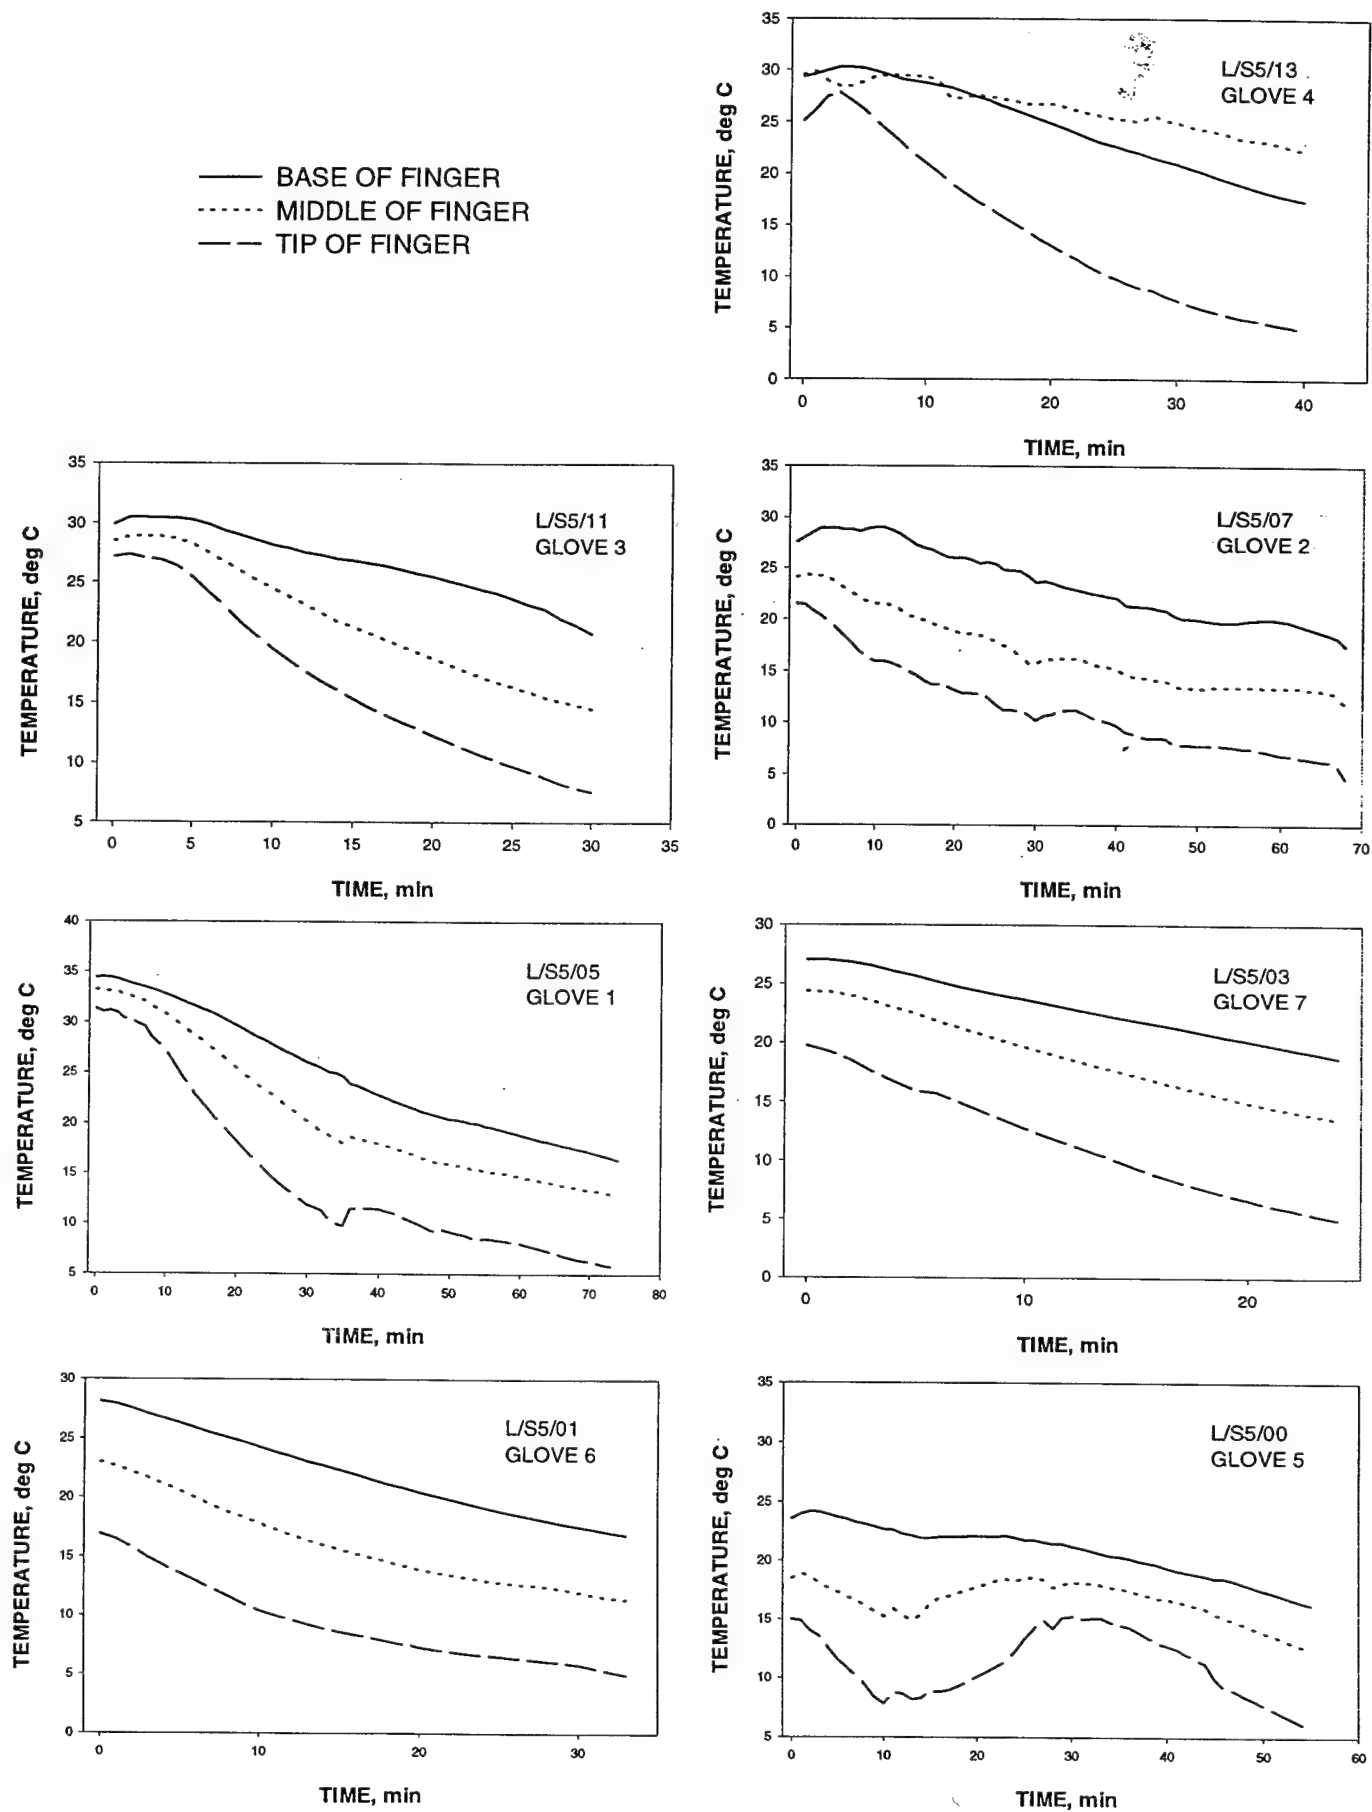 BASE OF FINGER
MIDDLE OF FINGER
TIP OF FINGER
TEMPERATURE, deg C
35
30
25
20
15
10
5
0
L/S5/13
GLOVE 4
0 10 20 30 40
TIME, min
TEMPERATURE, deg C
35
30
25
20
15
10
5
L/S5/11
GLOVE 3
0 5 10 15 20 25 30 35
TIME, min
TEMPERATURE, deg C
35
30
25
20
15
10
5
0
L/S5/07
GLOVE 2
0 10 20 30 40 50 60 70
TIME, min
TEMPERATURE, deg C
40
35
30
25
20
15
10
5
L/S5/05
GLOVE 1
0 10 20 30 40 50 60 70 80
TIME, min
TEMPERATURE, deg C
30
25
20
15
10
5
0
L/S5/03
GLOVE 7
0 10 20
TIME, min
TEMPERATURE, deg C
30
25
20
15
10
5
0
L/S5/01
GLOVE 6
0 10 20 30
TIME, min
TEMPERATURE, deg C
35
30
25
20
15
10
5
L/S5/00
GLOVE 5
0 10 20 30 40 50 60
TIME, min